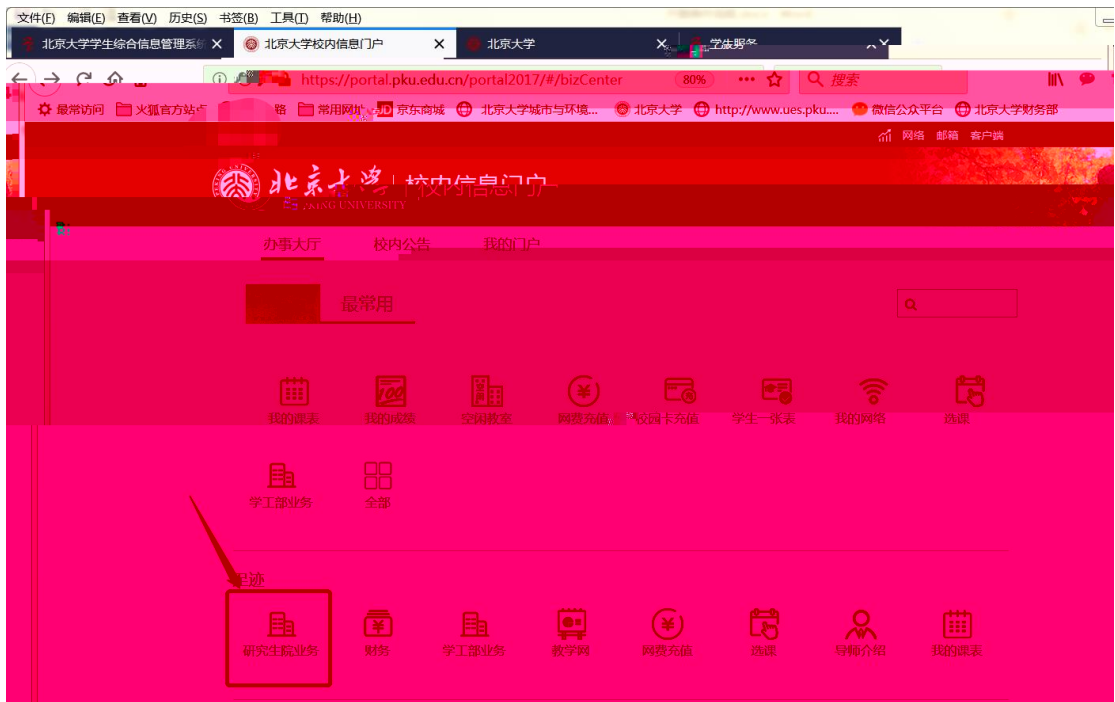 文件(F) 编辑(E) 查看(V) 历史(S) 书签(B) 工具(T) 帮助(H)
北京大学学生综合信息管理系统 北京大学校内信息门户 北京大学
https://portal.pku.edu.cn/portal2017/#/bizCenter 80% 搜索
最常访问 火狐官方站点 常用网址 京东商城 北京大学城市与环境... 北京大学 http://www.ues.pku.... 微信公众平台 北京大学财务部
网络 邮箱 客户端
北京大学 校内信息门户
UNIVERSITY
办事大厅 校内公告 我的门户
最常用
我的课表 我的成绩 空闲教室 网费充值 校园卡充值 学生一张表 我的网络 选课
学工部业务 全部
研究生院业务 财务 学工部业务 教学网 网费充值 选课 导师介绍 我的课表